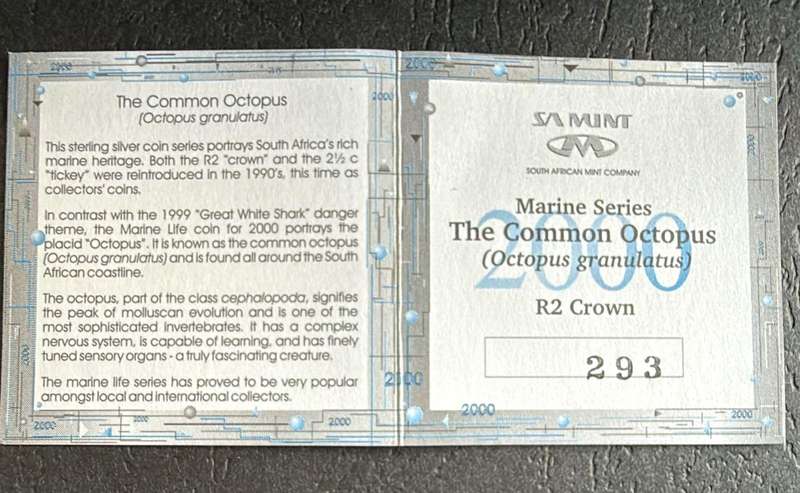 The Common Octopus
(Octopus granulatus)
This sterling silver coin series portrays South Africa's rich
marine heritage. Both the R2 "crown" and the 2½ c
"tickey" were reintroduced in the 1990's, this time as
collectors' coins.
In contrast with the 1999 "Great White Shark" danger
theme, the Marine Life coin for 2000 portrays the
placid "Octopus". It is known as the common octopus
(Octopus granulatus) and is found all around the South
African coastline.
The octopus, part of the class cephalopoda, signifies
the peak of molluscan evolution and is one of the
most sophisticated invertebrates. It has a complex
nervous system, is capable of learning, and has finely
tuned sensory organs - a truly fascinating creature.
The marine life series has proved to be very popular
amongst local and international collectors.
2000
2000
2000
2000
2000
SA MINT
SOUTH AFRICAN MINT COMPANY
Marine Series
2000
The Common Octopus
(Octopus granulatus)
R2 Crown
293
2000
2000
2000
2000